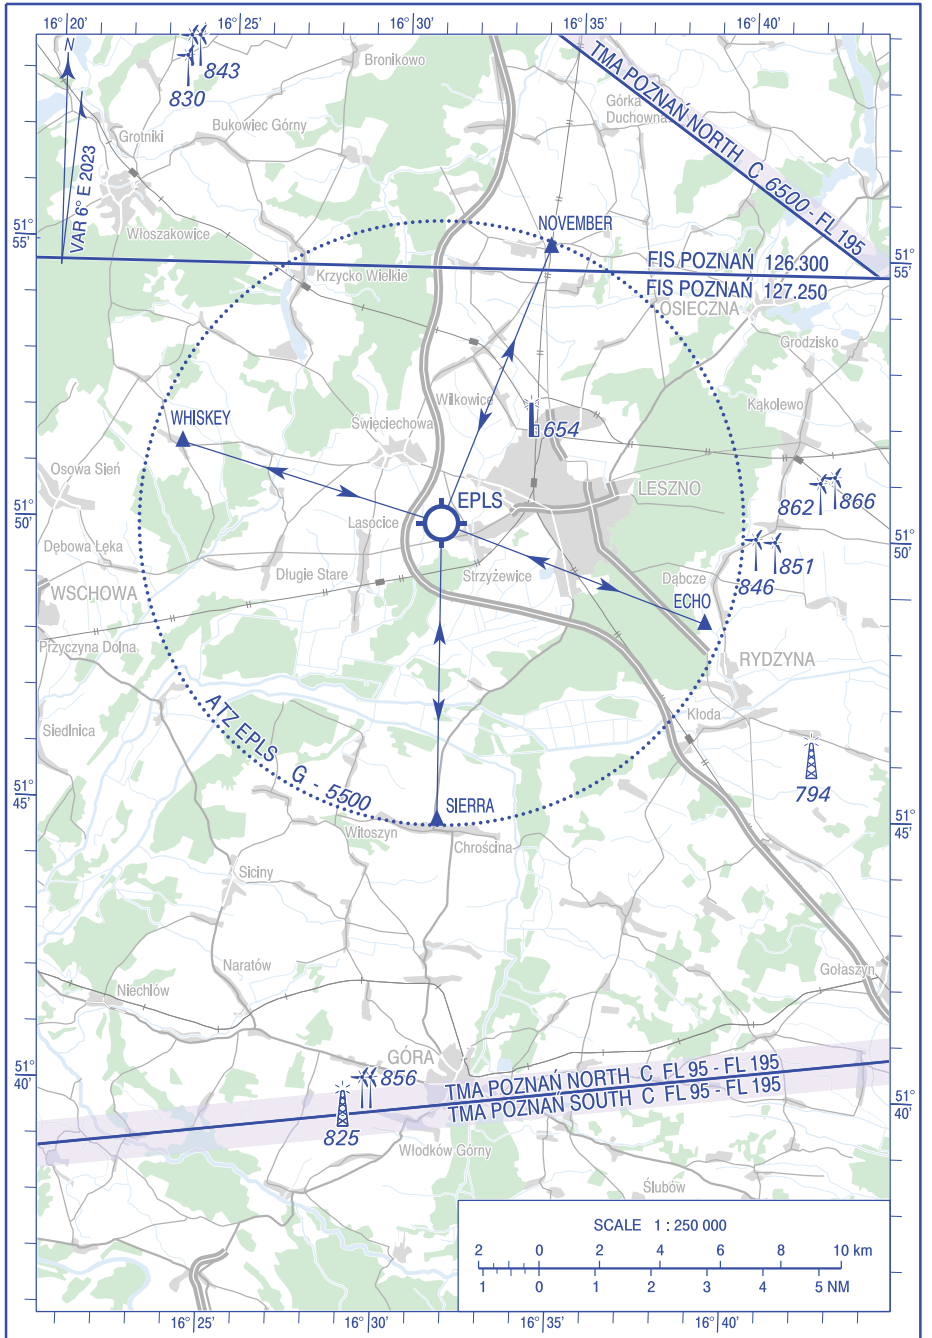 16° 20'
16° 25'
16° 30'
16° 35'
16° 40'
N
843
830
Bronikowo
Górka
Duchowna
TMA POZNAŃ NORTH C 6500 - FL 195
Grotniki
Bukowiec Górny
VAR 6° E 2023
51°
55'
Włoszakowice
NOVEMBER
Krzycko Wielkie
FIS POZNAŃ 126.300
FIS POZNAŃ 127.250
51°
55'
OSIECZNA
Grodzisko
Wilkowice
Kąkolewo
WHISKEY
Święciechowa
654
Osowa Sień
EPLS
LESZNO
862
866
51°
50'
Lasocice
Dębowa Łęka
51°
50'
Długie Stare
Strzyżewice
Dąbcze
846
851
WSCHOWA
ECHO
Przyczyna Dolna
RYDZYNA
Siedlnica
ATZ EPLS G - 5500
Kłoda
794
51°
45'
SIERRA
Witoszyn
Chrościna
51°
45'
Siciny
Naratów
Gołaszyn
Niechlów
GÓRA
51°
40'
856
825
TMA POZNAŃ NORTH C FL 95 - FL 195
TMA POZNAŃ SOUTH C FL 95 - FL 195
51°
40'
Włodków Górny
Ślubów
SCALE 1 : 250 000
2 0 2 4 6 8 10 km
1 0 1 2 3 4 5 NM
16° 25'
16° 30'
16° 35'
16° 40'